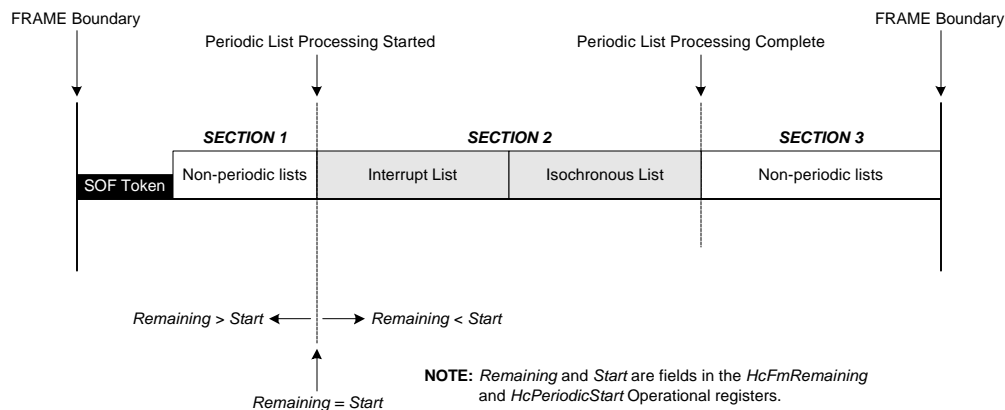 FRAME Boundary
FRAME Boundary
Periodic List Processing Started
Periodic List Processing Complete
SECTION 1
SECTION 2
SECTION 3
SOF Token
Non-periodic lists
Interrupt List
Isochronous List
Non-periodic lists
Remaining > Start
Remaining < Start
NOTE: Remaining and Start are fields in the HcFmRemaining
and HcPeriodicStart Operational registers.
Remaining = Start